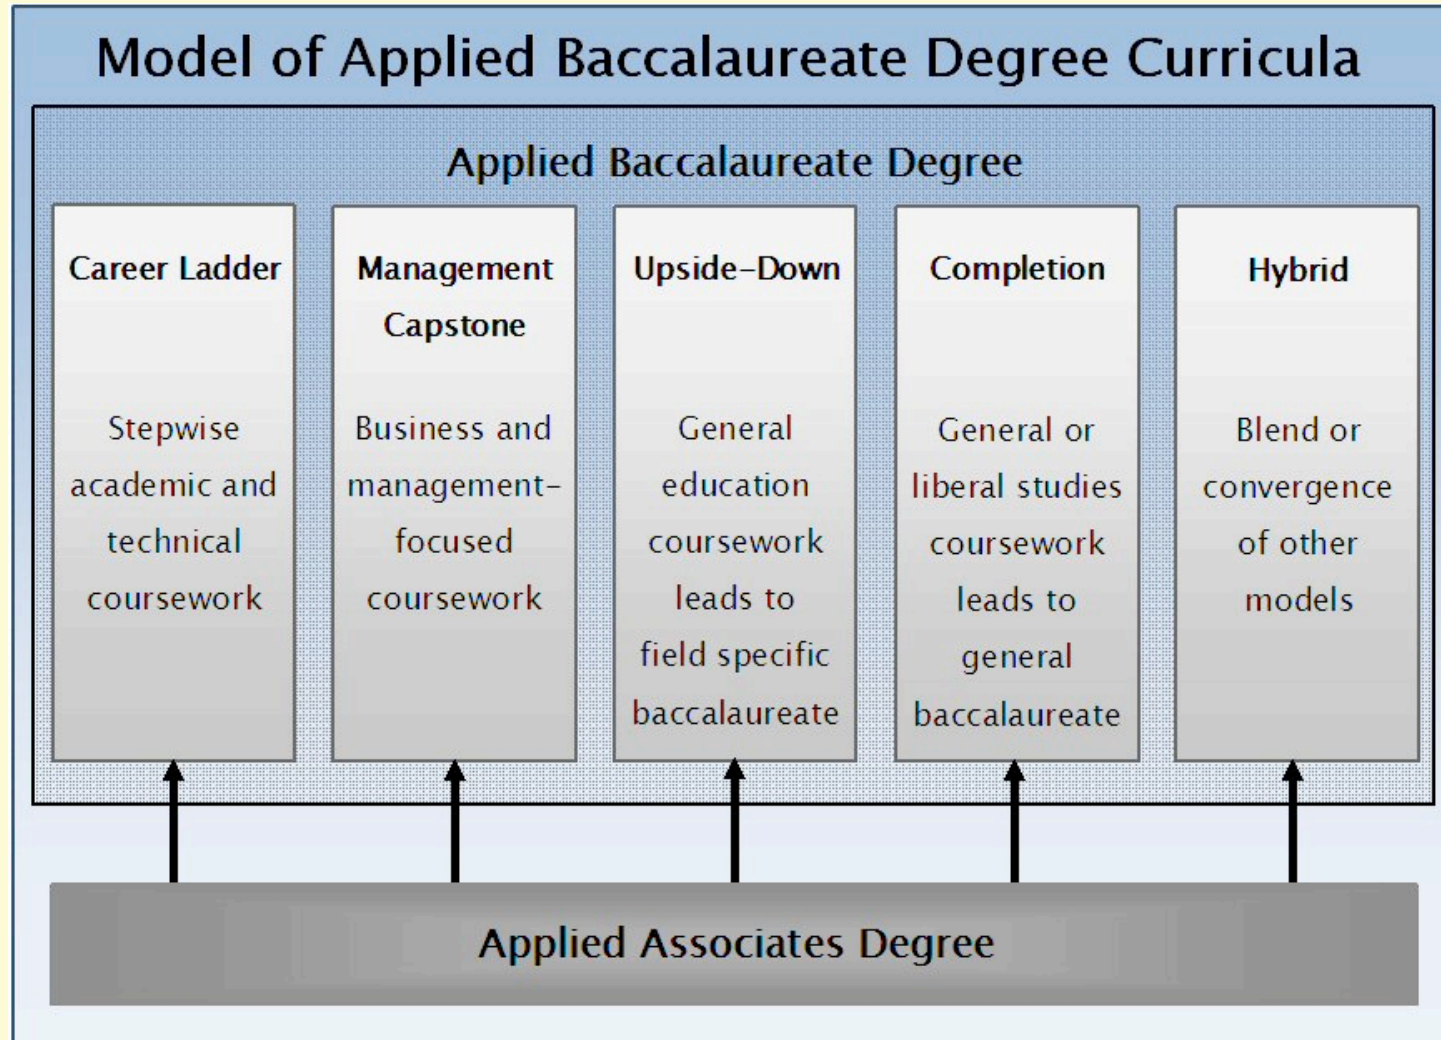 Model of Applied Baccalaureate Degree Curricula
Applied Baccalaureate Degree
Career Ladder
Stepwise
academic and
technical
coursework
Management
Capstone
Business and
management-
focused
coursework
Upside-Down
General
education
coursework
leads to
field specific
baccalaureate
Completion
General or
liberal studies
coursework
leads to
general
baccalaureate
Hybrid
Blend or
convergence
of other
models
Applied Associates Degree